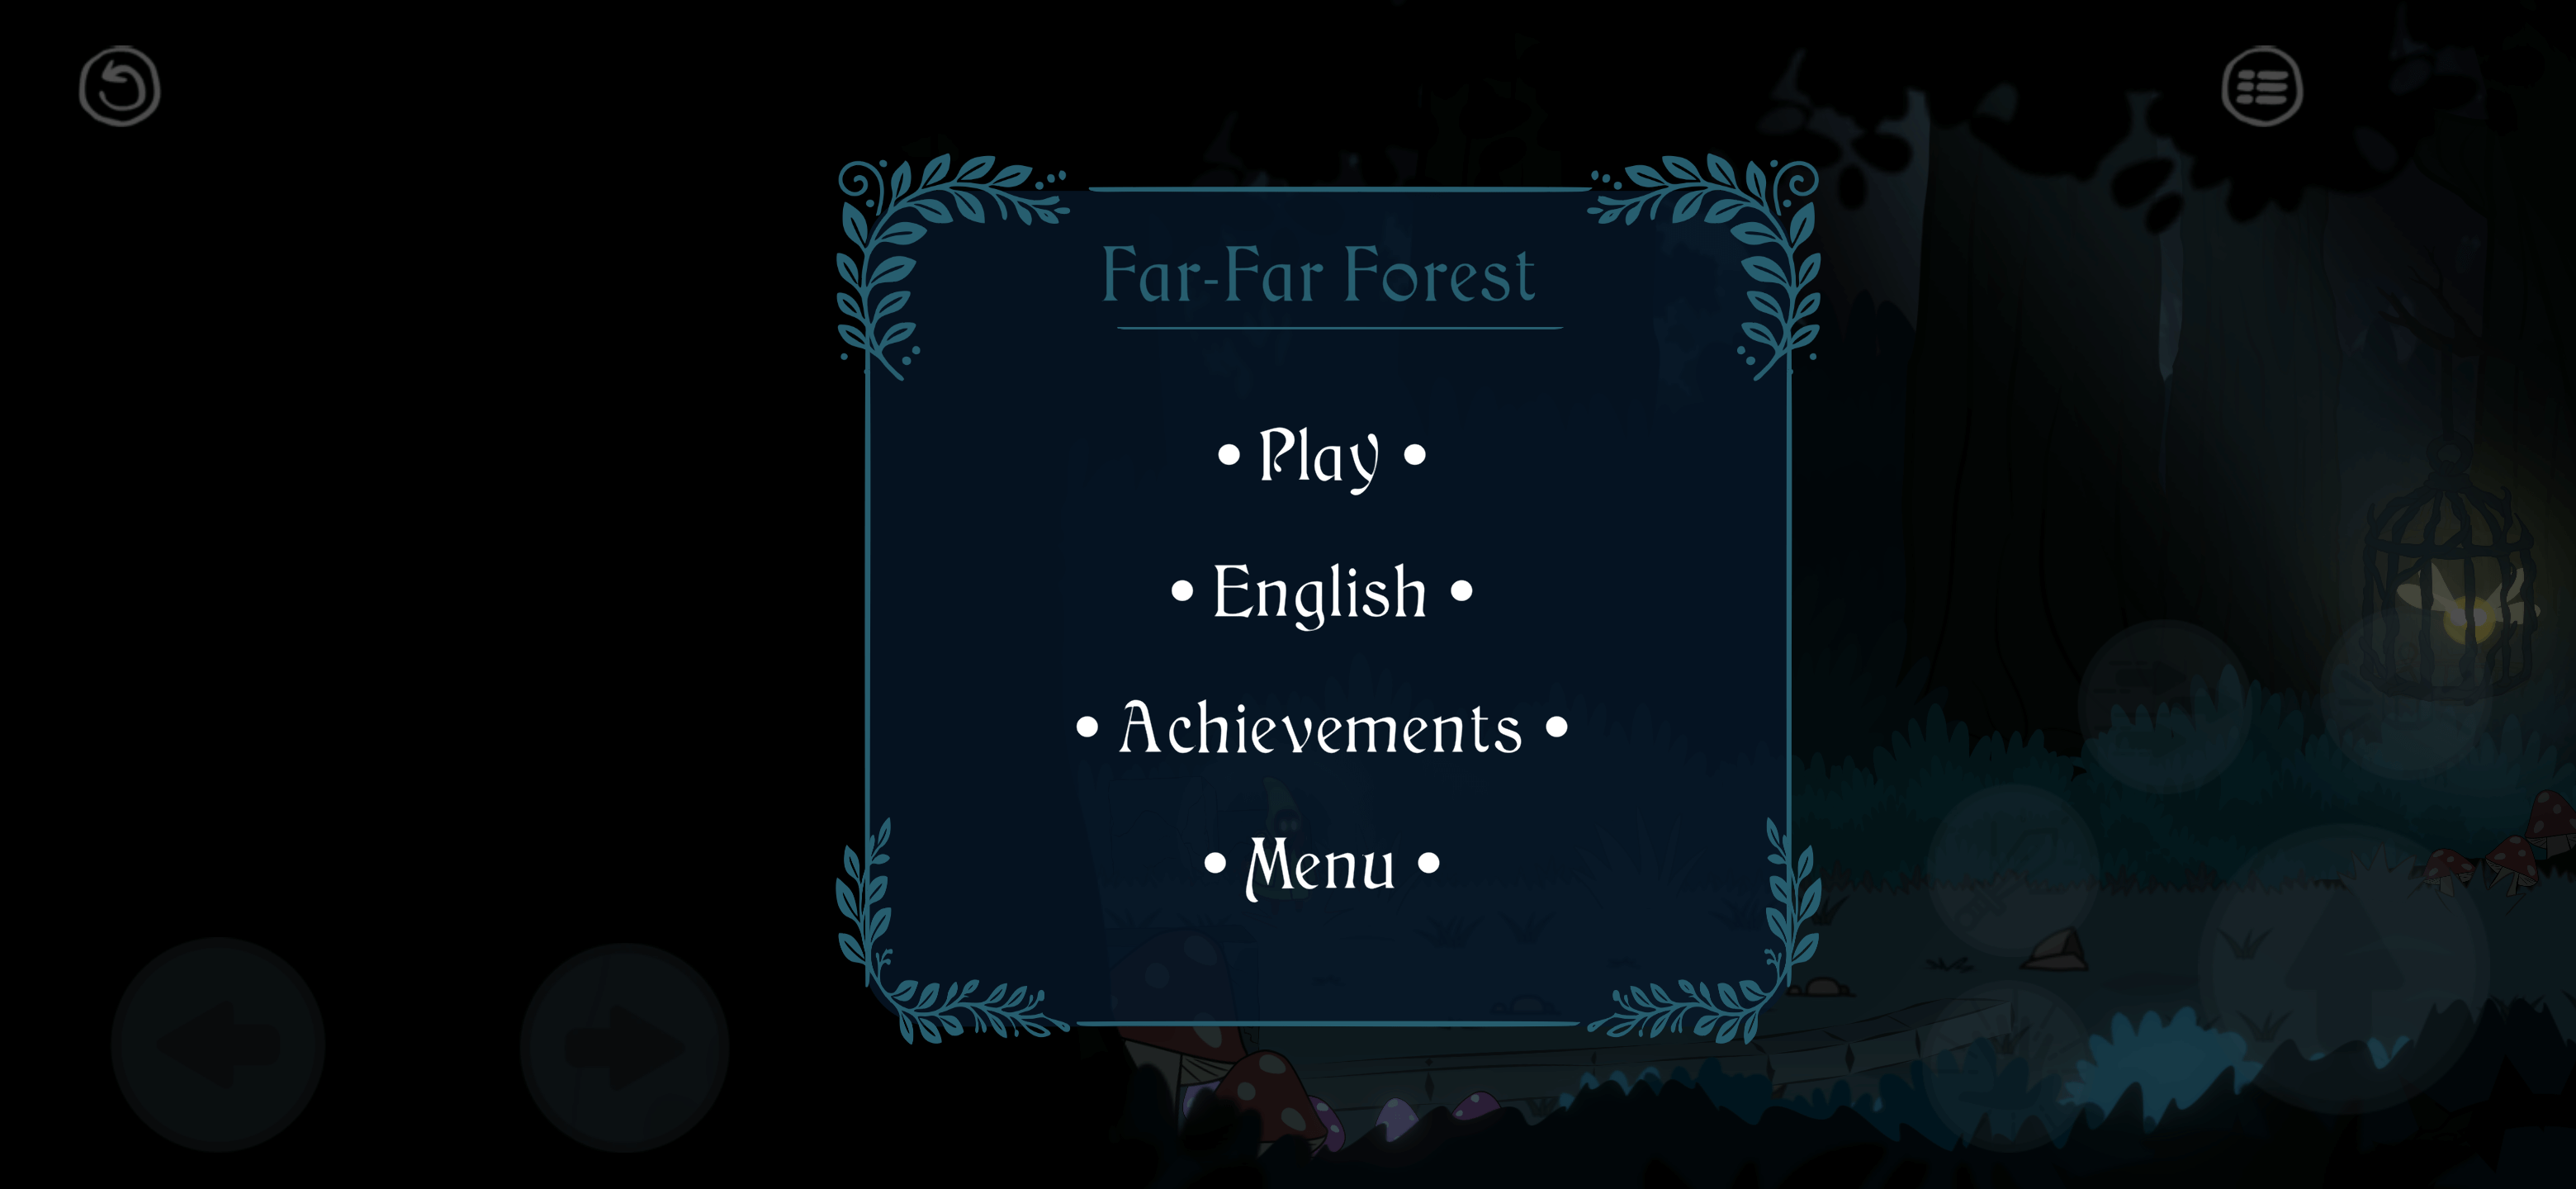 Far-Far Forest
• Play •
• English •
• Achievements •
• Menu •